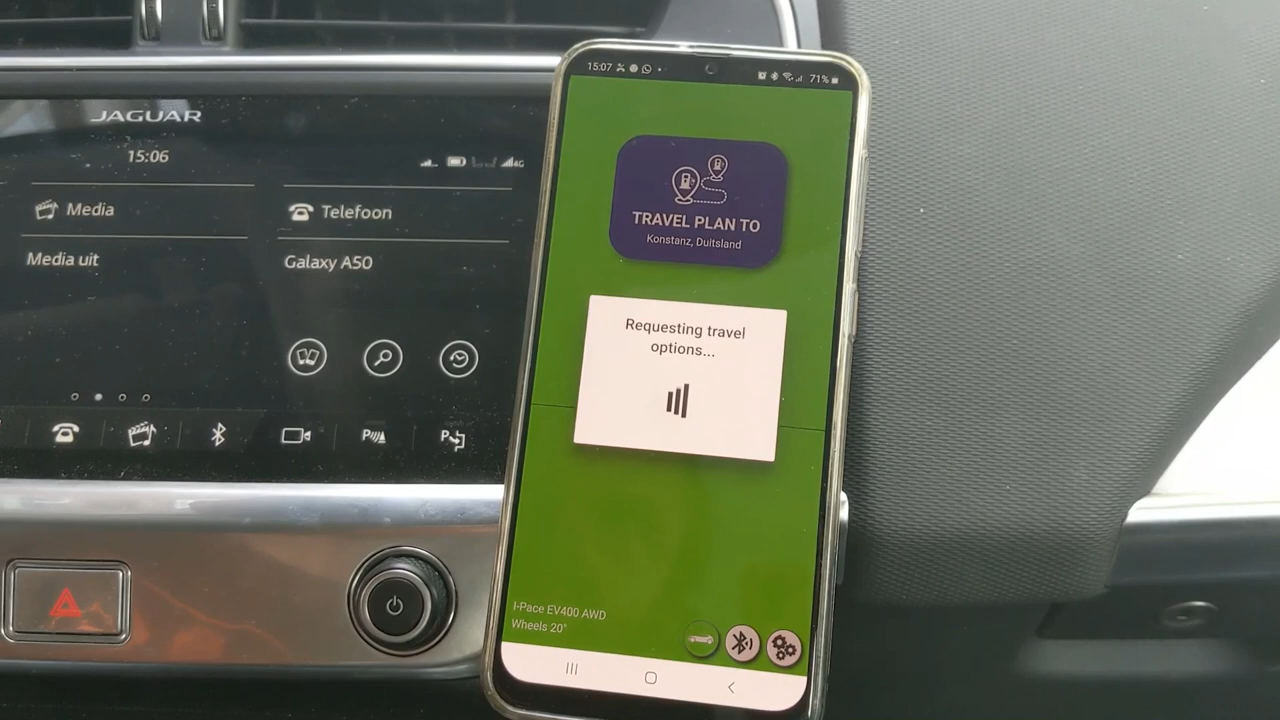 JAGUAR
15:06
4G
Media
Telefoon
Media uit
Galaxy A50
15:07
71%
TRAVEL PLAN TO
Konstanz, Duitsland
Requesting travel
options...
I-Pace EV400 AWD
Wheels 20"